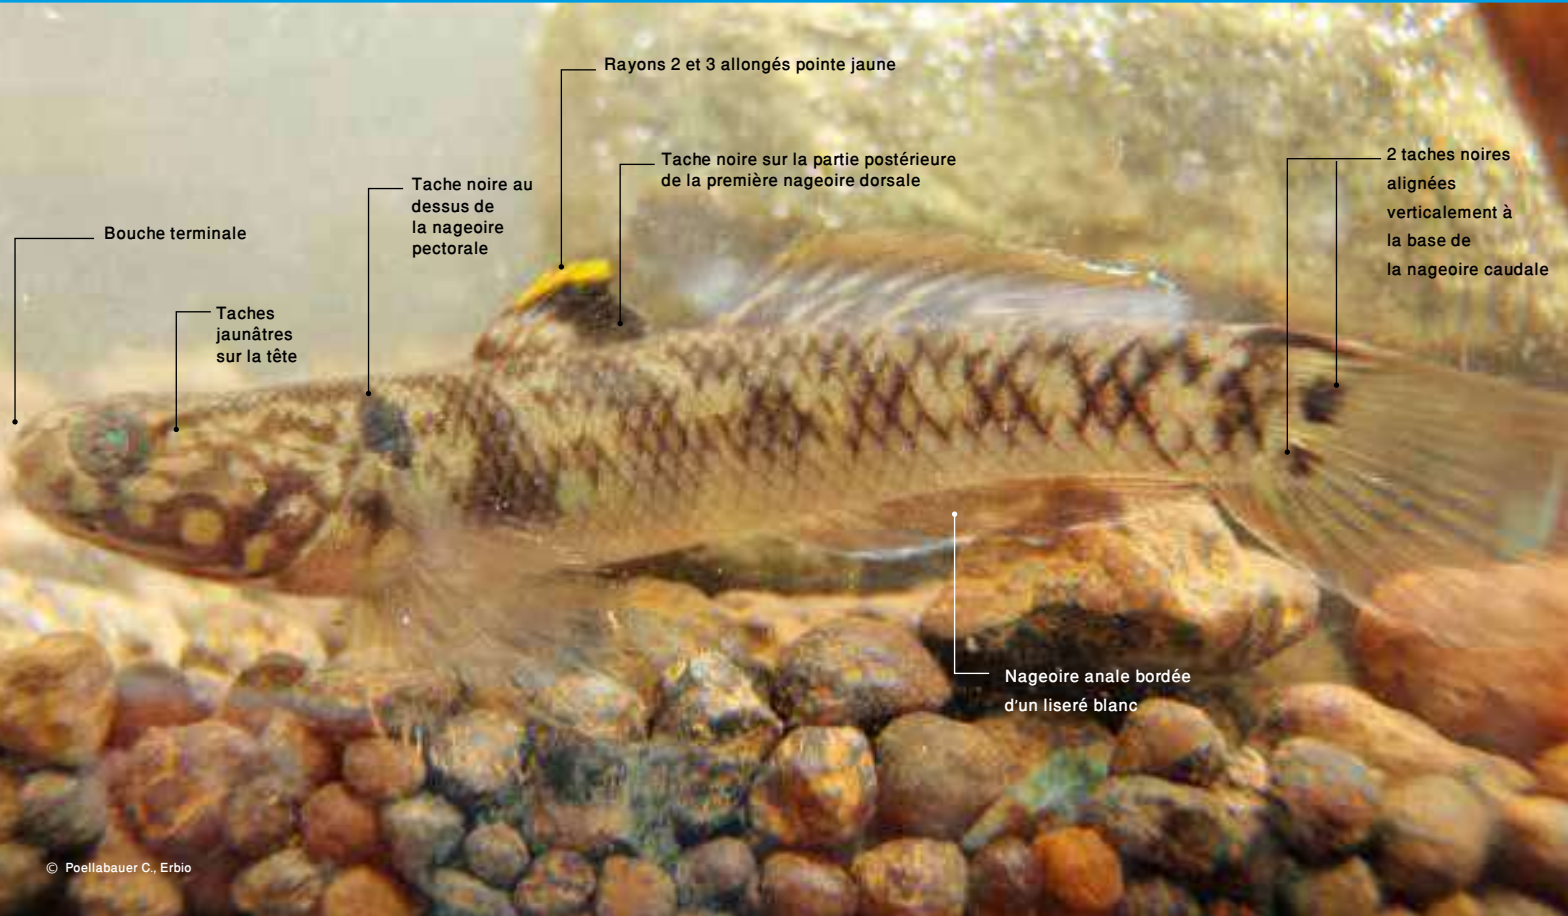 Rayons 2 et 3 allongés pointe jaune
Tache noire sur la partie postérieure
de la première nageoire dorsale
2 taches noires
alignées
verticalement à
la base de
la nageoire caudale
Tache noire au
dessus de
la nageoire
pectorale
Bouche terminale
Taches
jaunâtres
sur la tête
Nageoire anale bordée
d'un liseré blanc
© Poellabauer C., Erbio